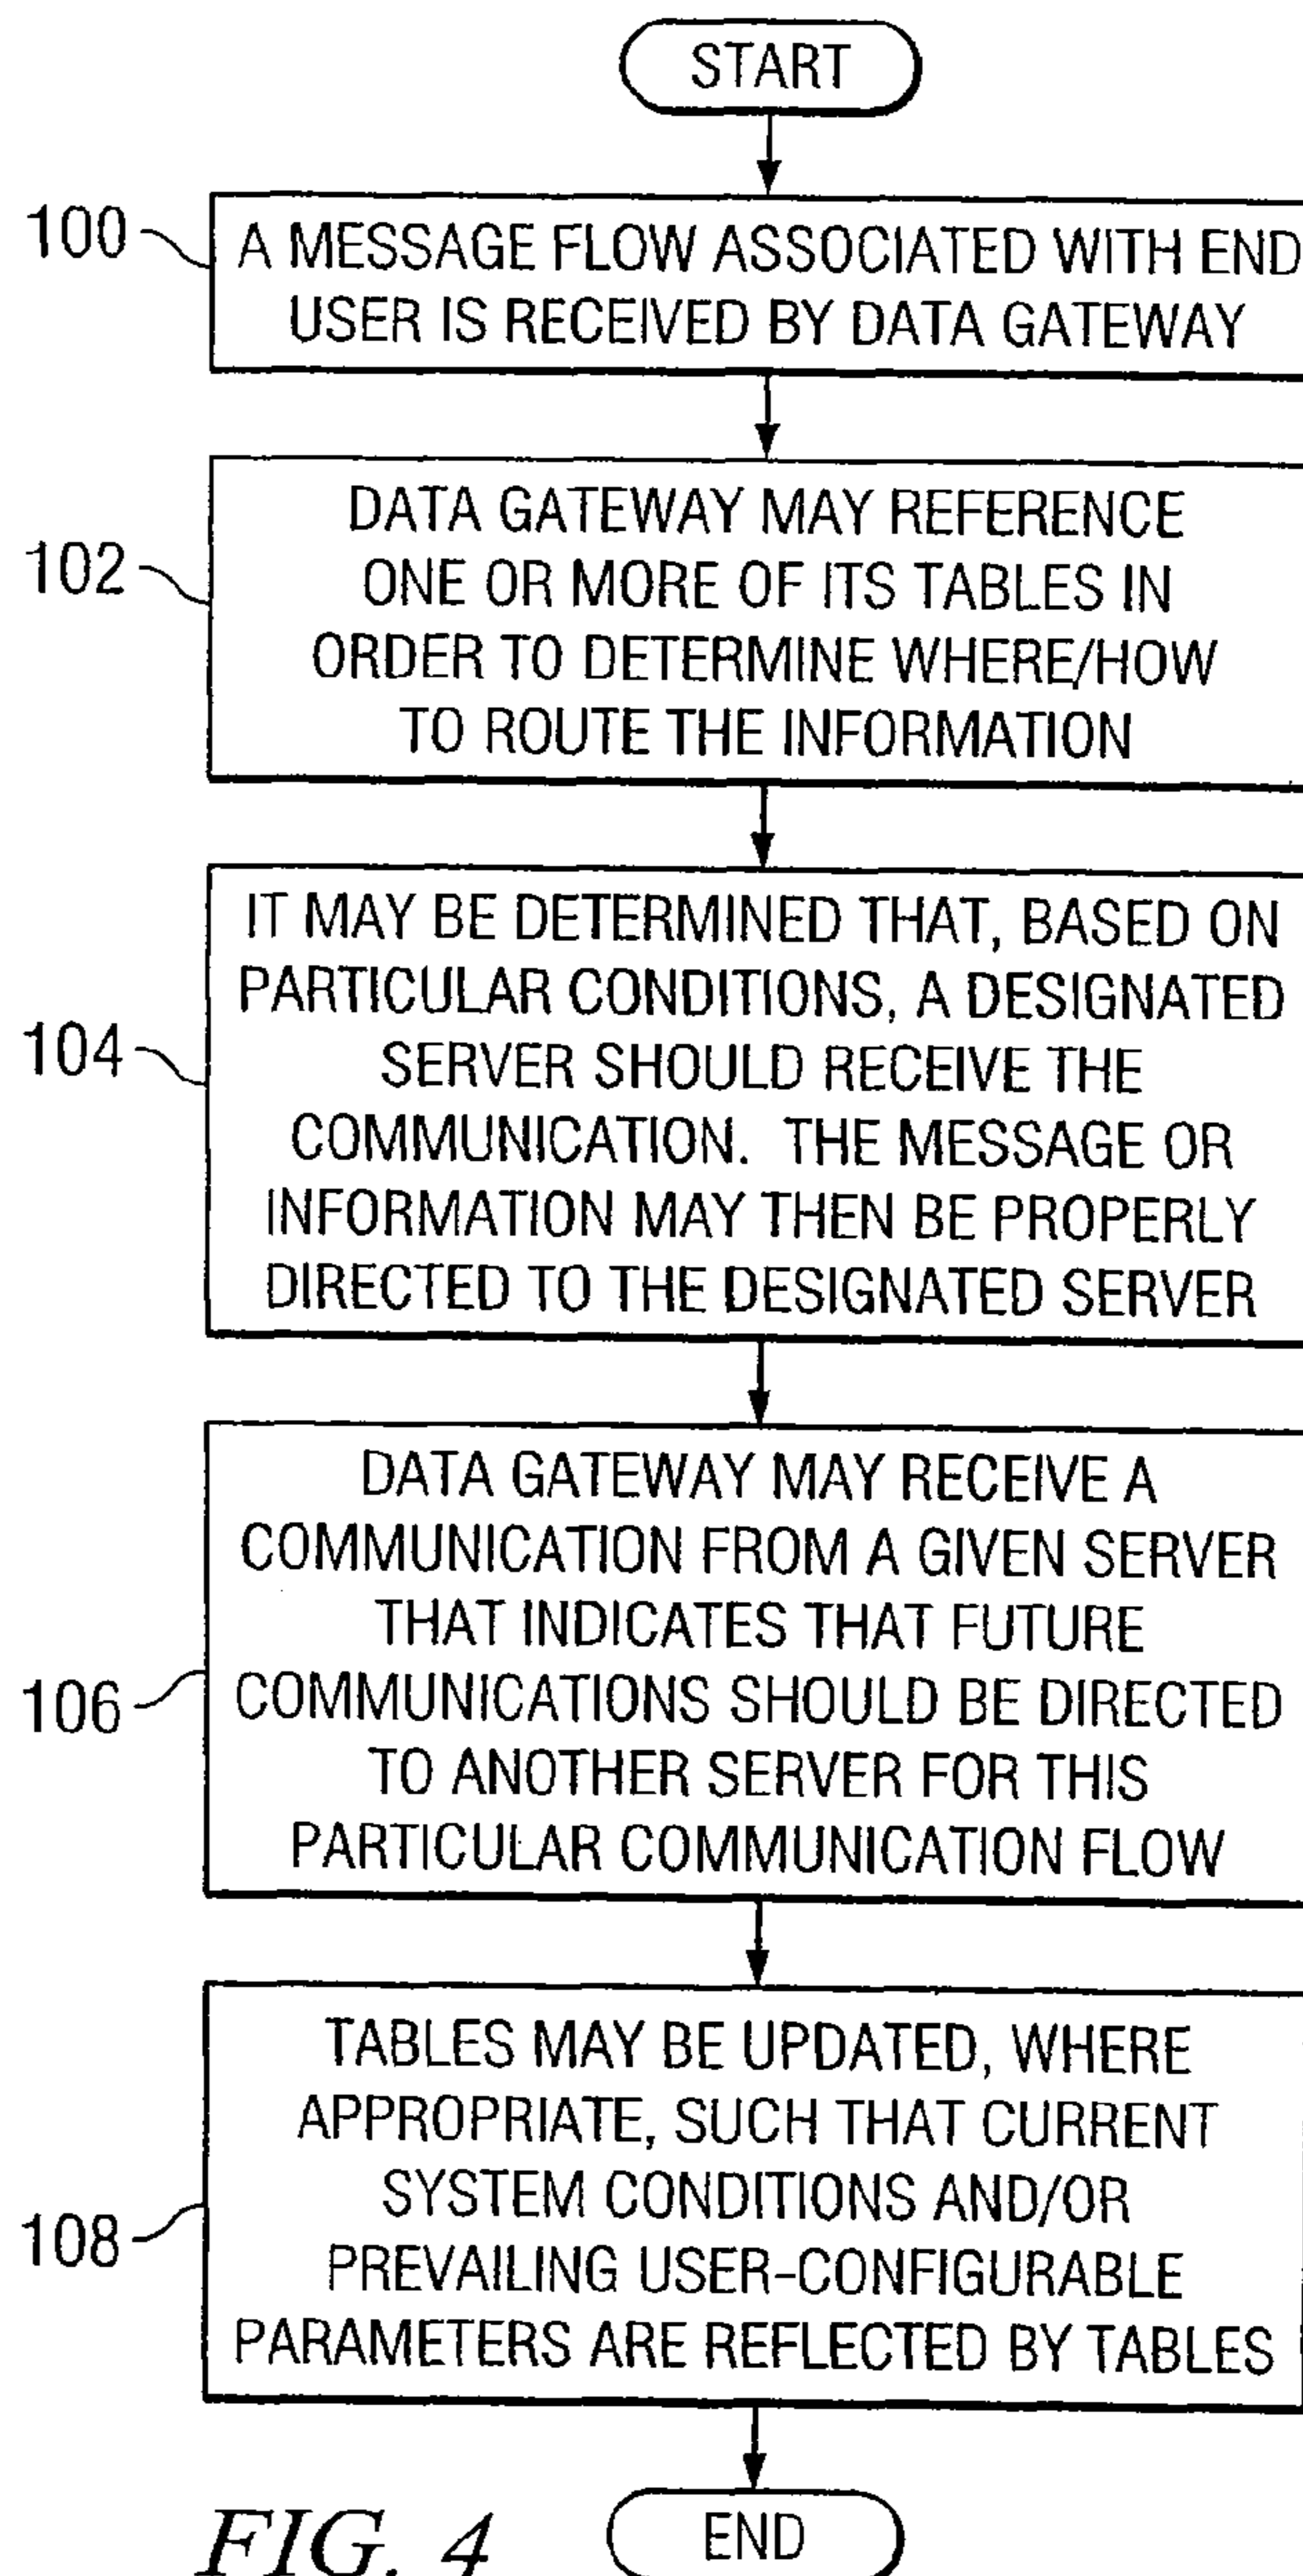 START
100
A MESSAGE FLOW ASSOCIATED WITH END
USER IS RECEIVED BY DATA GATEWAY
102
DATA GATEWAY MAY REFERENCE
ONE OR MORE OF ITS TABLES IN
ORDER TO DETERMINE WHERE/HOW
TO ROUTE THE INFORMATION
104
IT MAY BE DETERMINED THAT, BASED ON
PARTICULAR CONDITIONS, A DESIGNATED
SERVER SHOULD RECEIVE THE
COMMUNICATION. THE MESSAGE OR
INFORMATION MAY THEN BE PROPERLY
DIRECTED TO THE DESIGNATED SERVER
106
DATA GATEWAY MAY RECEIVE A
COMMUNICATION FROM A GIVEN SERVER
THAT INDICATES THAT FUTURE
COMMUNICATIONS SHOULD BE DIRECTED
TO ANOTHER SERVER FOR THIS
PARTICULAR COMMUNICATION FLOW
108
TABLES MAY BE UPDATED, WHERE
APPROPRIATE, SUCH THAT CURRENT
SYSTEM CONDITIONS AND/OR
PREVAILING USER-CONFIGURABLE
PARAMETERS ARE REFLECTED BY TABLES
FIG. 4
END